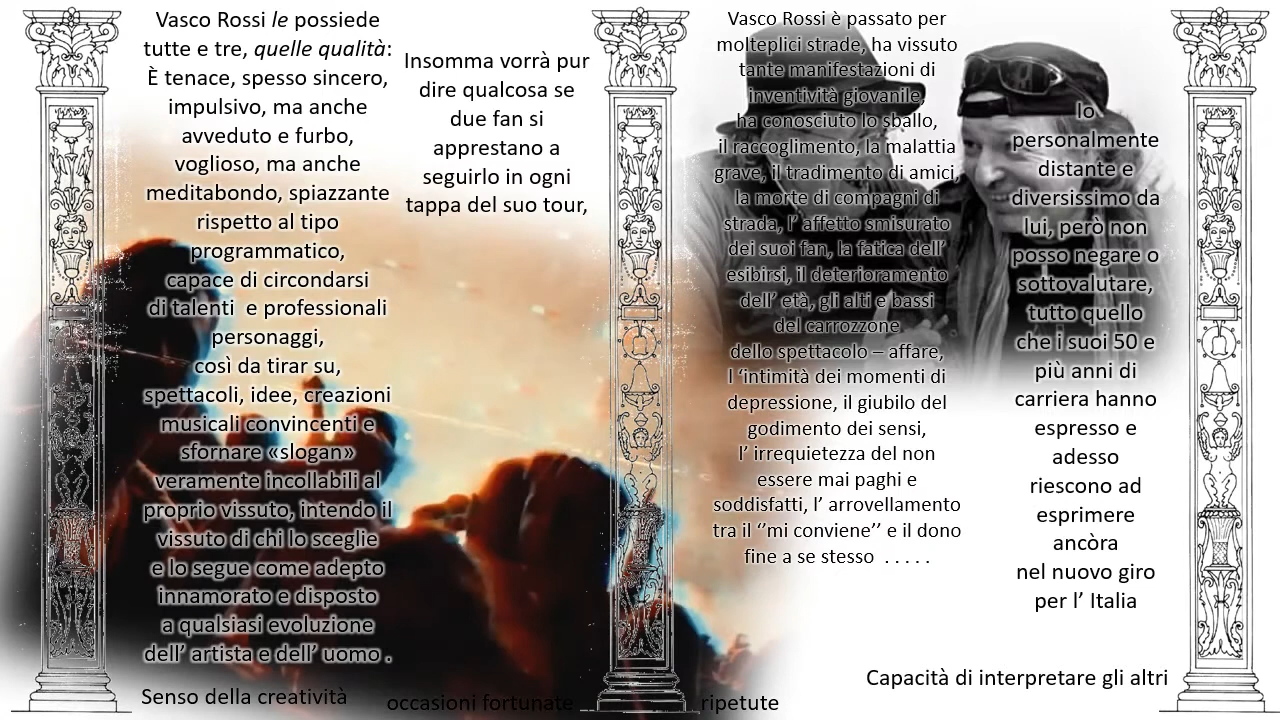 Vasco Rossi le possiede
tutte e tre, quelle qualità:
È tenace, spesso sincero,
impulsivo, ma anche
avveduto e furbo,
voglioso, ma anche
meditabondo, spiazzante
rispetto al tipo
programmatico,
capace di circondarsi
di talenti e professionali
personaggi,
così da tirar su,
spettacoli, idee, creazioni
musicali convincenti e
sfornare «slogan»
veramente incollabili al
proprio vissuto, intendo il
vissuto di chi lo sceglie
e lo segue come adepto
innamorato e disposto
a qualsiasi evoluzione
dell’ artista e dell’ uomo .
Insomma vorrà pur
dire qualcosa se
due fan si
apprestano a
seguirlo in ogni
tappa del suo tour,
Vasco Rossi è passato per
molteplici strade, ha vissuto
tante manifestazioni di
inventività giovanile,
ha conosciuto lo sballo,
il raccoglimento, la malattia
grave, il tradimento di amici,
la morte di compagni di
strada, l’ affetto smisurato
dei suoi fan, la fatica dell’
esibirsi, il deterioramento
dell’ età, gli alti e bassi
del carrozzone
dello spettacolo – affare,
l ‘intimità dei momenti di
depressione, il giubilo del
godimento dei sensi,
l’ irrequietezza del non
essere mai paghi e
soddisfatti, l’ arrovellamento
tra il ‘’mi conviene’’ e il dono
fine a se stesso . . . . .
Io
personalmente
distante e
diversissimo da
lui, però non
posso negare o
sottovalutare,
tutto quello
che i suoi 50 e
più anni di
carriera hanno
espresso e
adesso
riescono ad
esprimere
ancòra
nel nuovo giro
per l’ Italia
Senso della creatività
occasioni fortunate ripetute
Capacità di interpretare gli altri